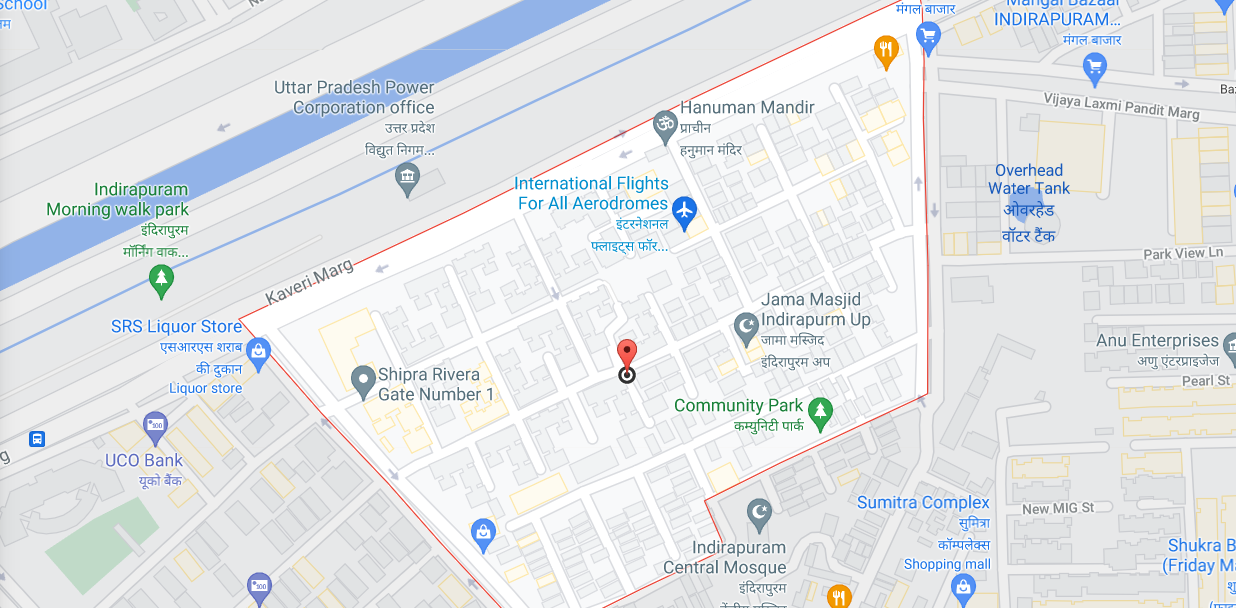 School
मंगल बाजार
Mangal Bazaar
INDIRAPURAM...
मंगल बाजार
Uttar Pradesh Power
Corporation office
उत्तर प्रदेश
विद्युत निगम...
Hanuman Mandir
प्राचीन
हनुमान मंदिर
Vijaya Laxmi Pandit Marg
Indirapuram
Morning walk park
इंदिरापुरम
मॉर्निंग वाक...
International Flights
For All Aerodromes
इंटरनेशनल
फ्लाइट्स फॉर...
Overhead
Water Tank
ओवरहेड
वॉटर टैंक
Park View Ln
Kaveri Marg
SRS Liquor Store
एसआरएस शराब
की दुकान
Liquor store
Jama Masjid
Indirapurm Up
जामा मस्जिद
इंदिरापुरम अप
Anu Enterprises
अणु एंटरप्राइजेज
Pearl St
Shipra Rivera
Gate Number 1
Community Park
कम्युनिटी पार्क
UCO Bank
यूको बैंक
Sumitra Complex
सुमित्रा
कॉम्पलेक्स
Shopping mall
New MIG St
Indirapuram
Central Mosque
इंदिरापुरम
Shukra B
(Friday Ma